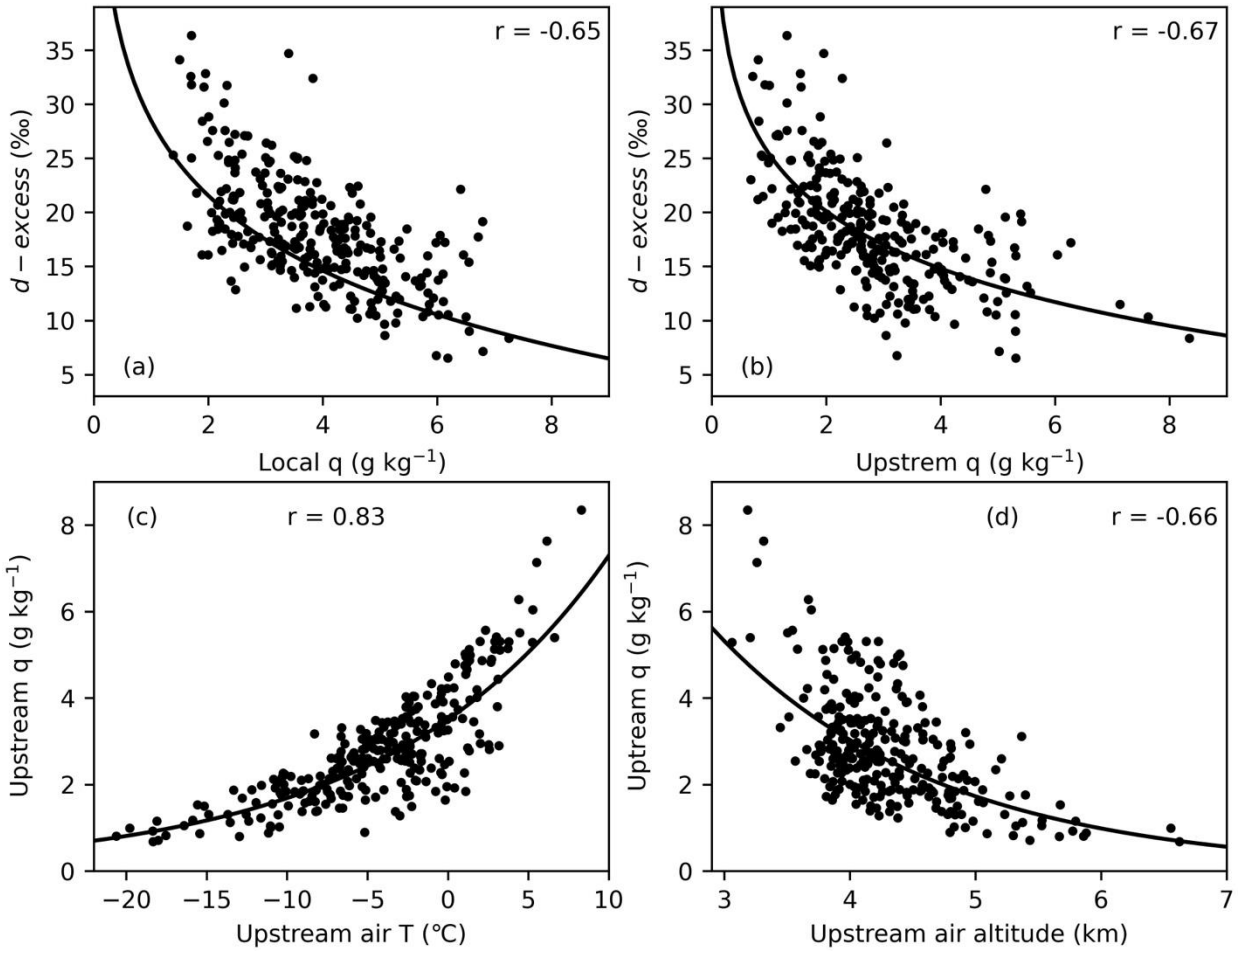 r = -0.65
35
30
25
20
15
10
5
d − excess (‰)
(a)
0 2 4 6 8
Local q (g kg⁻¹)
r = -0.67
35
30
25
20
15
10
5
d − excess (‰)
(b)
0 2 4 6 8
Upstrem q (g kg⁻¹)
(c) r = 0.83
8
6
4
2
0
Upstream q (g kg⁻¹)
−20 −15 −10 −5 0 5 10
Upstream air T (°C)
(d) r = -0.66
8
6
4
2
0
Uptream q (g kg⁻¹)
3 4 5 6 7
Upstream air altitude (km)